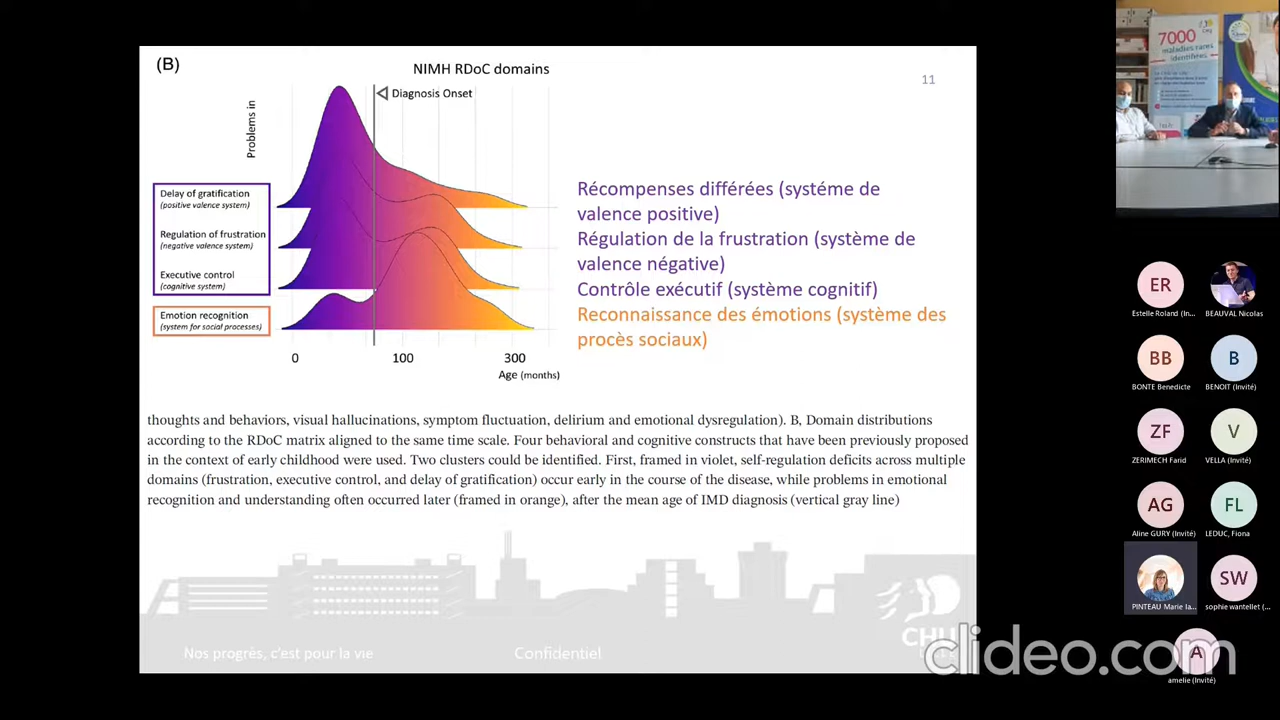 (B)
NIMH RDoC domains
11
Diagnosis Onset
Problems in
Delay of gratification
(positive valence system)
Regulation of frustration
(negative valence system)
Executive control
(cognitive system)
Emotion recognition
(system for social processes)
0
100
300
Age (months)
Récompenses différées (systéme de
valence positive)
Régulation de la frustration (système de
valence négative)
Contrôle exécutif (système cognitif)
Reconnaissance des émotions (système des
procès sociaux)
thoughts and behaviors, visual hallucinations, symptom fluctuation, delirium and emotional dysregulation). B, Domain distributions
according to the RDoC matrix aligned to the same time scale. Four behavioral and cognitive constructs that have been previously proposed
in the context of early childhood were used. Two clusters could be identified. First, framed in violet, self-regulation deficits across multiple
domains (frustration, executive control, and delay of gratification) occur early in the course of the disease, while problems in emotional
recognition and understanding often occurred later (framed in orange), after the mean age of IMD diagnosis (vertical gray line)
Nos progrès, c'est pour la vie
Confidentiel
CHU
clideo.com
7000
maladies rares
identifiées
ER
Estelle Roland (In...
BEAUVAL Nicolas
BB
BONTE Benedicte
B
BENOIT (Invité)
ZF
ZERIMECH Farid
V
VELLA (Invité)
AG
Aline GURY (Invité)
FL
LEDUC, Fiona
PINTEAU Marie la...
SW
sophie wantellet (...
A
amelie (Invité)